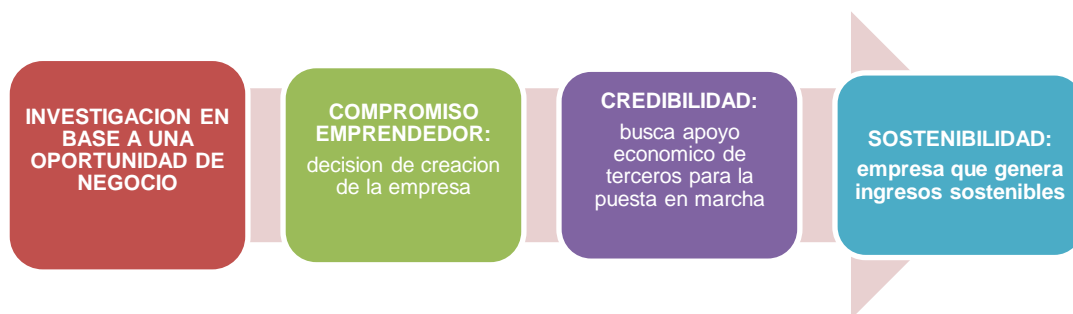 INVESTIGACION EN
BASE A UNA
OPORTUNIDAD DE
NEGOCIO
COMPROMISO
EMPRENDEDOR:
decision de creacion
de la empresa
CREDIBILIDAD:
busca apoyo
economico de
terceros para la
puesta en marcha
SOSTENIBILIDAD:
empresa que genera
ingresos sostenibles